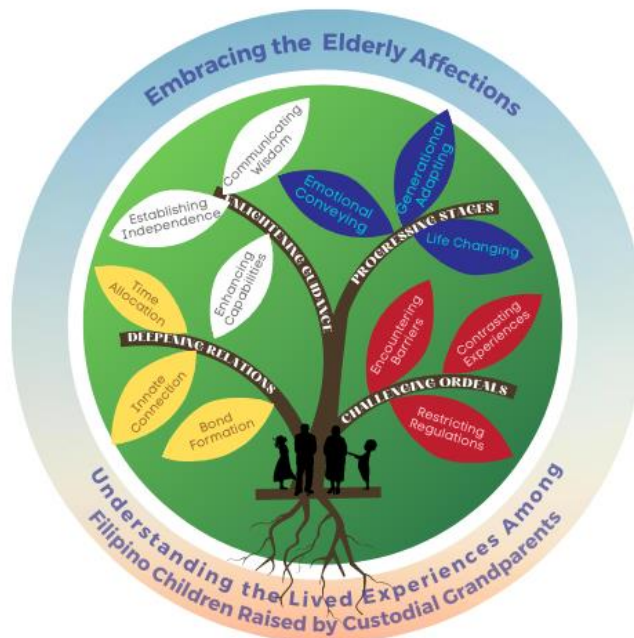 Embracing the Elderly Affections
Communicating
Wisdom
Establishing
Independence
Enhancing
Capabilities
ENLIGHTENING GUIDANCE
Emotional
Conveying
Generational
Adapting
Life Changing
PROGRESSING STAGES
Time
Allocation
Innate
Connection
Bond
Formation
DEEPENING RELATIONS
Encountering
Barriers
Contrasting
Experiences
Restricting
Regulations
CHALLENGING ORDEALS
Understanding the Lived Experiences Among
Filipino Children Raised by Custodial Grandparents